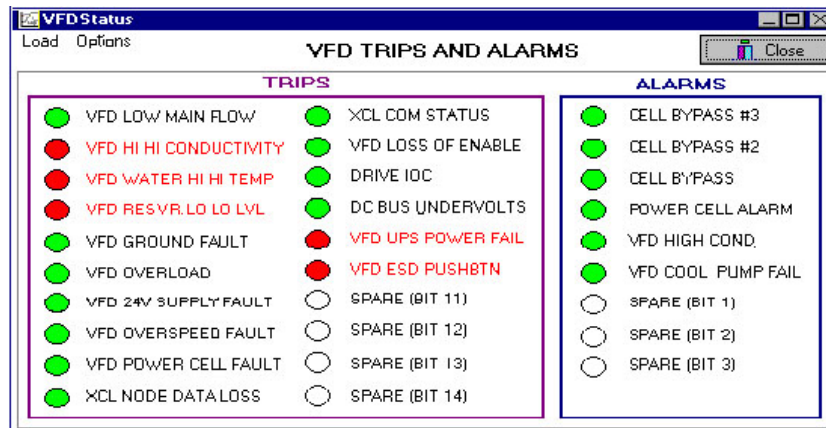 VFDStatus
Load Options
VFD TRIPS AND ALARMS
Close
TRIPS
VFD LOW MAIN FLOW
VFD HI HI CONDUCTIVITY
VFD WATER HI HI TEMP
VFD RESVR. LO LO LVL
VFD GROUND FAULT
VFD OVERLOAD
VFD 24V SUPPLY FAULT
VFD OVERSPEED FAULT
VFD POWER CELL FAULT
XCL NODE DATA LOSS
XCL COM STATUS
VFD LOSS OF ENABLE
DRIVE IOC
DC BUS UNDERVOLTS
VFD UPS POWER FAIL
VFD ESD PUSHBTN
SPARE (BIT 11)
SPARE (BIT 12)
SPARE (BIT 13)
SPARE (BIT 14)
ALARMS
CELL BYPASS #3
CELL BYPASS #2
CELL BYPASS
POWER CELL ALARM
VFD HIGH COND.
VFD COOL PUMP FAIL
SPARE (BIT 1)
SPARE (BIT 2)
SPARE (BIT 3)